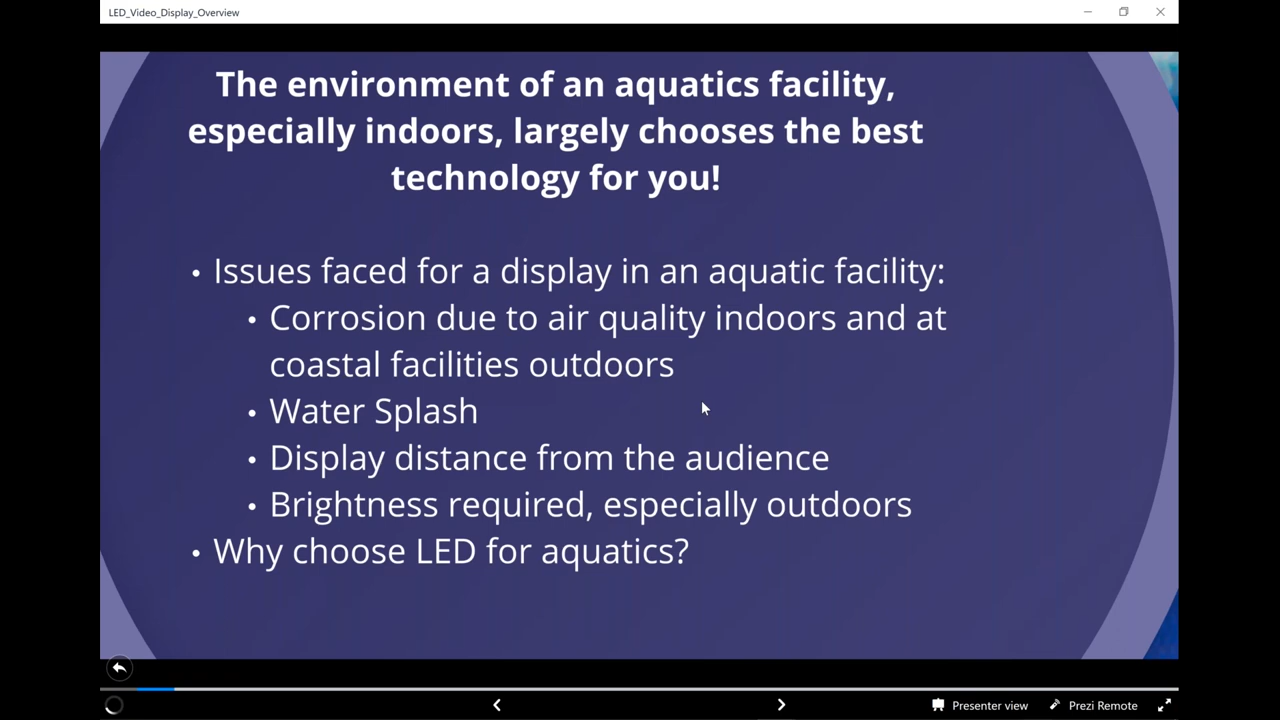 LED_Video_Display_Overview
The environment of an aquatics facility,
especially indoors, largely chooses the best
technology for you!
• Issues faced for a display in an aquatic facility:
• Corrosion due to air quality indoors and at
coastal facilities outdoors
• Water Splash
• Display distance from the audience
• Brightness required, especially outdoors
• Why choose LED for aquatics?
Presenter view
Prezi Remote